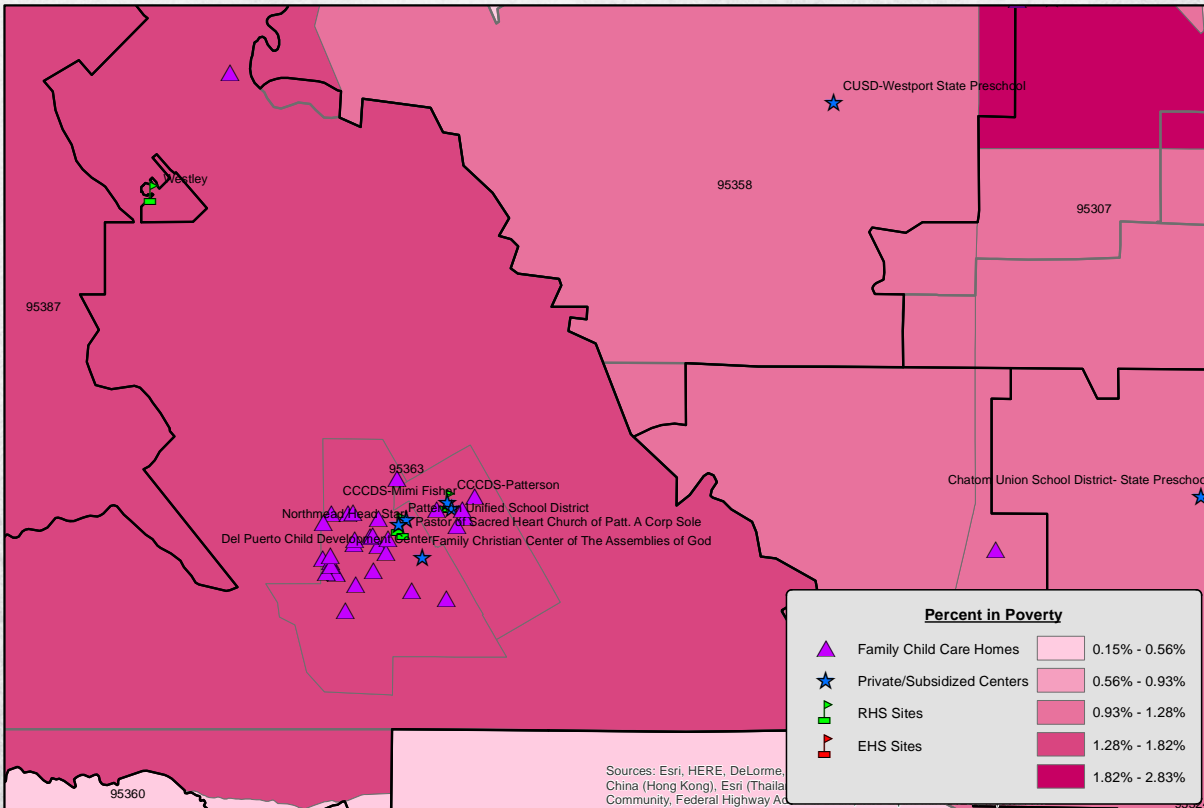 CUSD-Westport State Preschool
Westley
95358
95307
95387
95363
CCCDS-Patterson
CCCDS-Mimi Fisher
Chatom Union School District- State Preschoo
Northmead Head Start
Patterson Unified School District
Pastor of Sacred Heart Church of Patt. A Corp Sole
Del Puerto Child Development Center
Family Christian Center of The Assemblies of God
Percent in Poverty
Family Child Care Homes
0.15% - 0.56%
Private/Subsidized Centers
0.56% - 0.93%
RHS Sites
0.93% - 1.28%
EHS Sites
1.28% - 1.82%
1.82% - 2.83%
Sources: Esri, HERE, DeLorme,
China (Hong Kong), Esri (Thaila
Community, Federal Highway Ad
95360